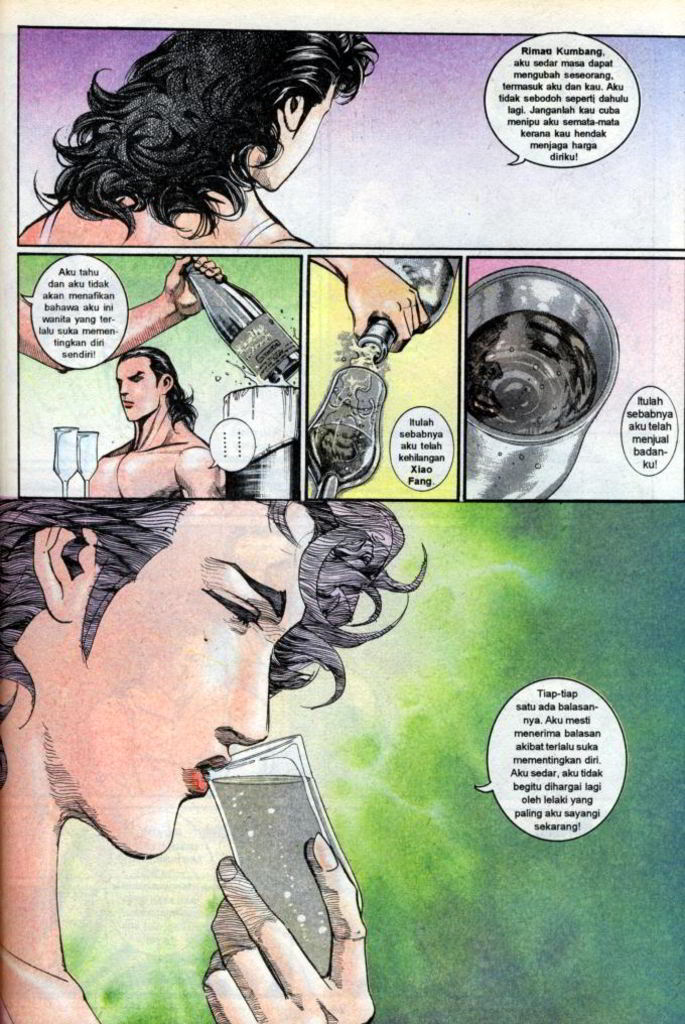 Rimau Kumbang,
aku sedar masa dapat
mengubah seseorang,
termasuk aku dan kau. Aku
tidak sebodoh seperti dahulu
lagi. Janganlah kau cuba
menipu aku semata-mata
kerana kau hendak
menjaga harga
diriku!
Aku tahu
dan aku tidak
akan menafikan
bahawa aku ini
wanita yang ter-
lalu suka memen-
tingkan diri
sendiri!
Itulah
sebabnya
aku telah
kehilangan
Xiao
Fang.
Itulah
sebabnya
aku telah
menjual
badan-
ku!
Tiap-tiap
satu ada balasan-
nya. Aku mesti
menerima balasan
akibat terlalu suka
mementingkan diri.
Aku sedar, aku tidak
begitu dihargai lagi
oleh lelaki yang
paling aku sayangi
sekarang!